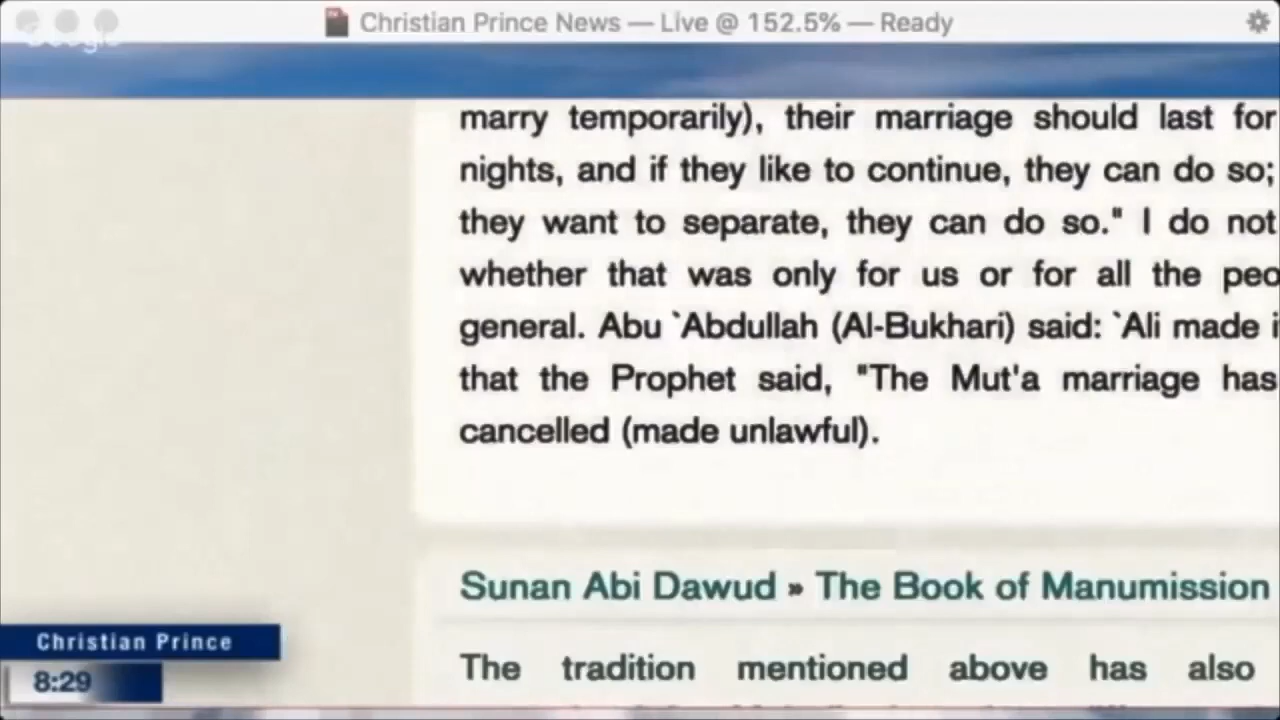 Christian Prince News — Live @ 152.5% — Ready
Google
marry temporarily), their marriage should last for
nights, and if they like to continue, they can do so;
they want to separate, they can do so." I do not
whether that was only for us or for all the peo
general. Abu `Abdullah (Al-Bukhari) said: `Ali made i
that the Prophet said, "The Mut'a marriage has
cancelled (made unlawful).
Sunan Abi Dawud » The Book of Manumission
The tradition mentioned above has also
Christian Prince
8:29